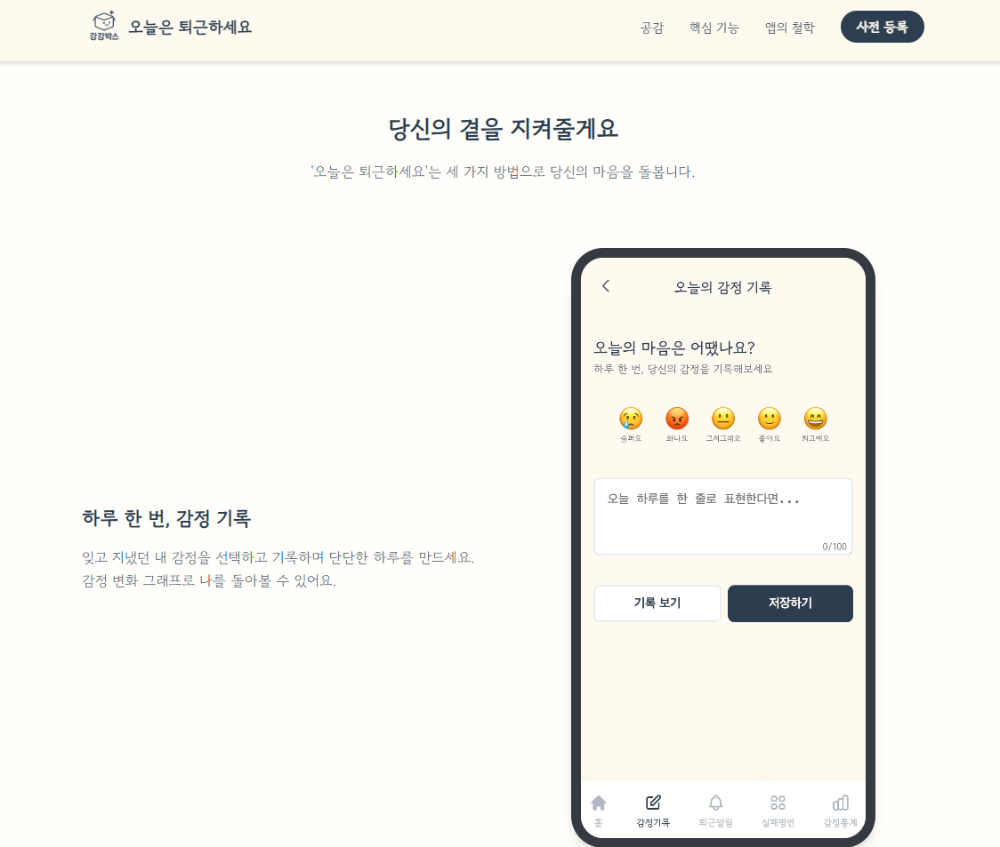 강강박스
오늘은 퇴근하세요
공감
핵심 기능
앱의 철학
사전 등록
당신의 곁을 지켜줄게요
'오늘은 퇴근하세요'는 세 가지 방법으로 당신의 마음을 돌봅니다.
하루 한 번, 감정 기록
잊고 지냈던 내 감정을 선택하고 기록하며 단단한 하루를 만드세요.
감정 변화 그래프로 나를 돌아볼 수 있어요.
오늘의 감정 기록
오늘의 마음은 어땠나요?
하루 한 번, 당신의 감정을 기록해보세요
슬퍼요
화나요
그저그래요
좋아요
최고예요
오늘 하루를 한 줄로 표현한다면...
0/100
기록 보기
저장하기
홈
감정기록
퇴근알림
실패명언
감정통계